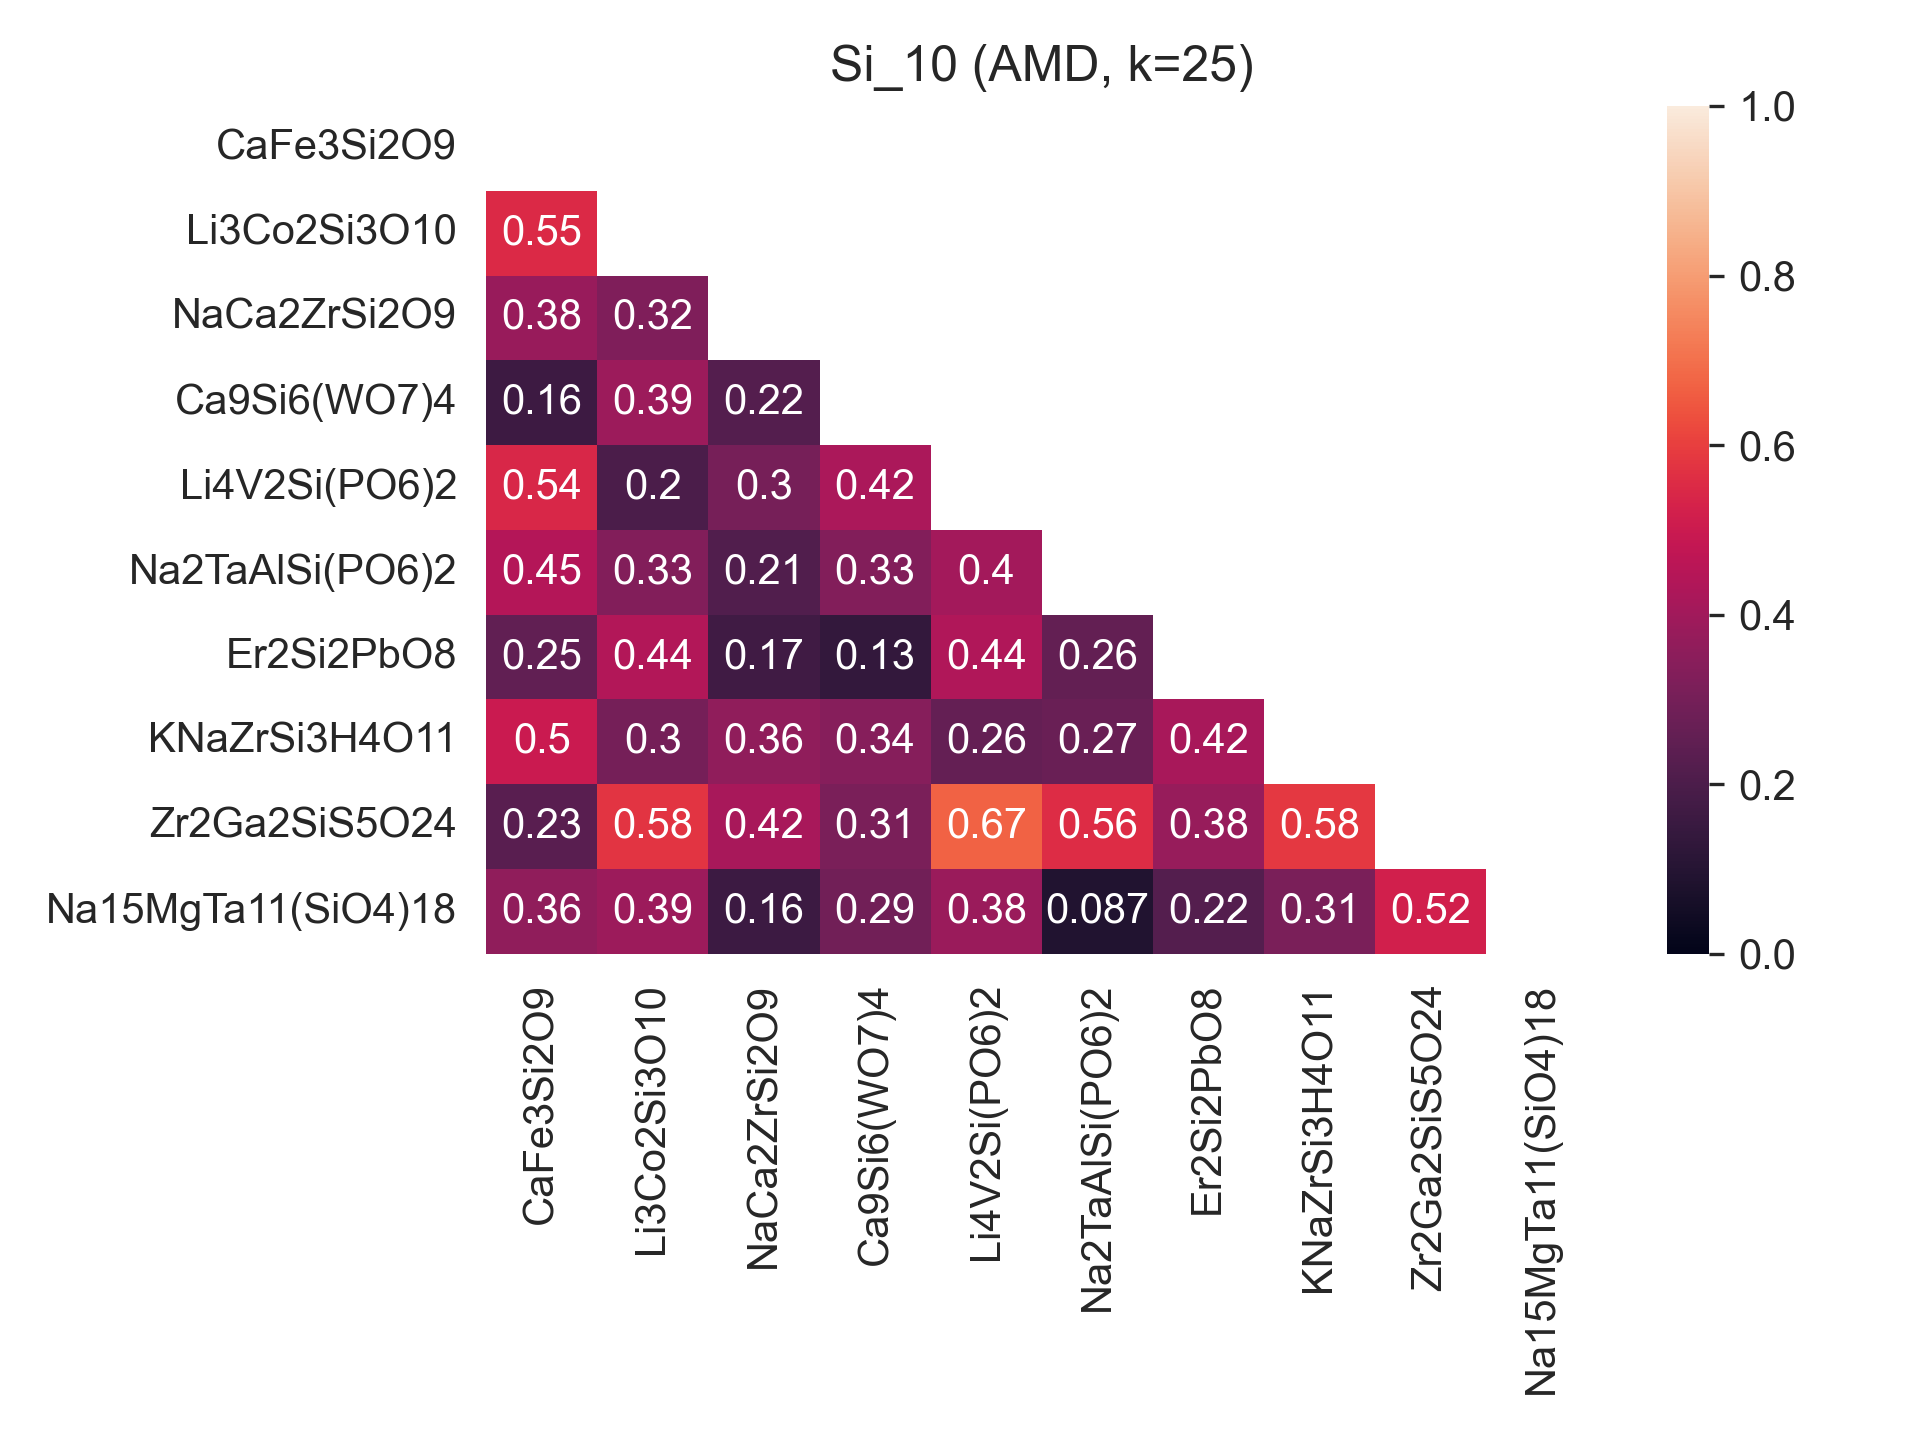 Si_10 (AMD, k=25)
CaFe3Si2O9
Li3Co2Si3O10 0.55
NaCa2ZrSi2O9 0.38 0.32
Ca9Si6(WO7)4 0.16 0.39 0.22
Li4V2Si(PO6)2 0.54 0.2 0.3 0.42
Na2TaAlSi(PO6)2 0.45 0.33 0.21 0.33 0.4
Er2Si2PbO8 0.25 0.44 0.17 0.13 0.44 0.26
KNaZrSi3H4O11 0.5 0.3 0.36 0.34 0.26 0.27 0.42
Zr2Ga2SiS5O24 0.23 0.58 0.42 0.31 0.67 0.56 0.38 0.58
Na15MgTa11(SiO4)18 0.36 0.39 0.16 0.29 0.38 0.087 0.22 0.31 0.52
CaFe3Si2O9
Li3Co2Si3O10
NaCa2ZrSi2O9
Ca9Si6(WO7)4
Li4V2Si(PO6)2
Na2TaAlSi(PO6)2
Er2Si2PbO8
KNaZrSi3H4O11
Zr2Ga2SiS5O24
Na15MgTa11(SiO4)18
1.0
0.8
0.6
0.4
0.2
0.0